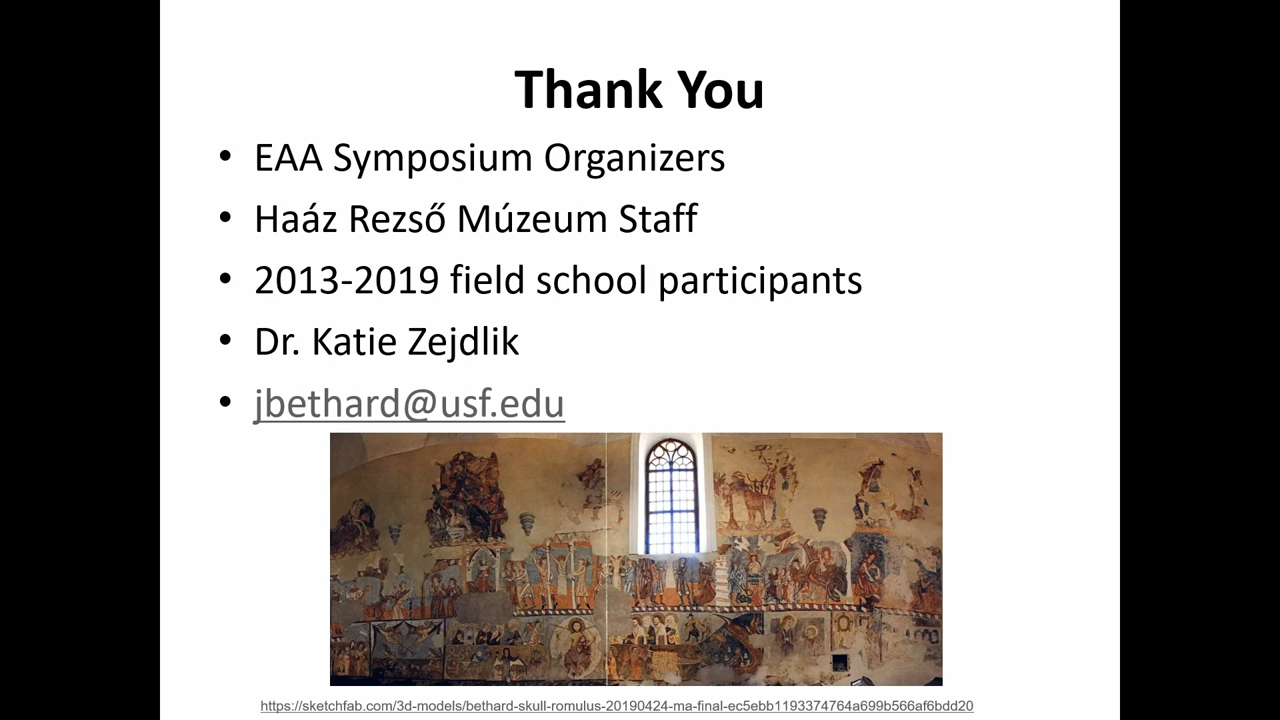 Thank You
• EAA Symposium Organizers
• Haáz Rezső Múzeum Staff
• 2013-2019 field school participants
• Dr. Katie Zejdlik
• jbethard@usf.edu
https://sketchfab.com/3d-models/bethard-skull-romulus-20190424-ma-final-ec5ebb1193374764a699b566af6bdd20